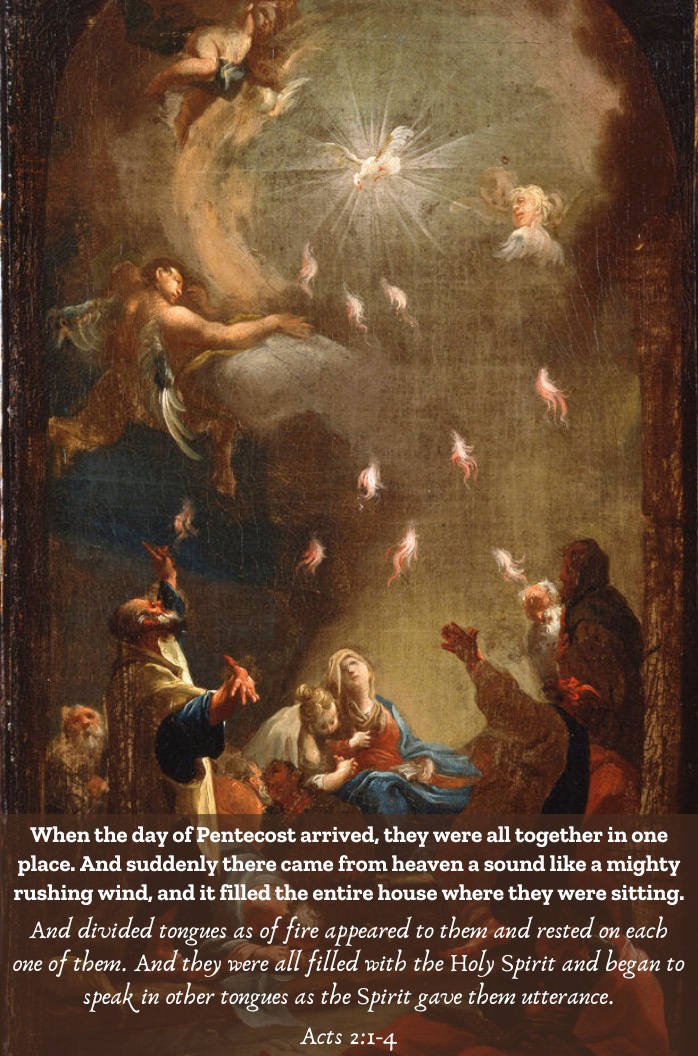 When the day of Pentecost arrived, they were all together in one
place. And suddenly there came from heaven a sound like a mighty
rushing wind, and it filled the entire house where they were sitting.
And divided tongues as of fire appeared to them and rested on each
one of them. And they were all filled with the Holy Spirit and began to
speak in other tongues as the Spirit gave them utterance.
Acts 2:1-4